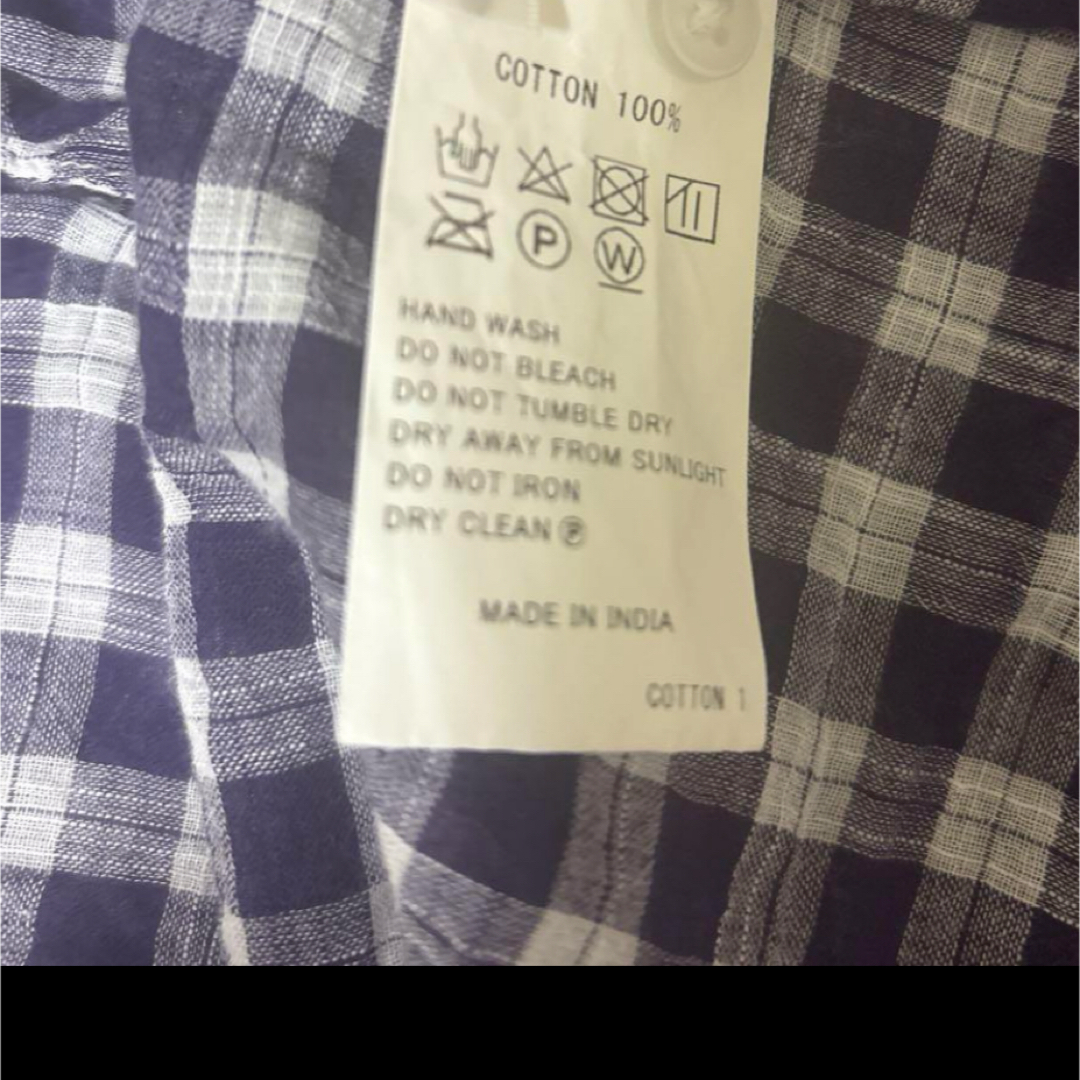 COTTON 100%
P W
HAND WASH
DO NOT BLEACH
DO NOT TUMBLE DRY
DRY AWAY FROM SUNLIGHT
DO NOT IRON
DRY CLEAN Ⓟ
MADE IN INDIA
COTTON 1